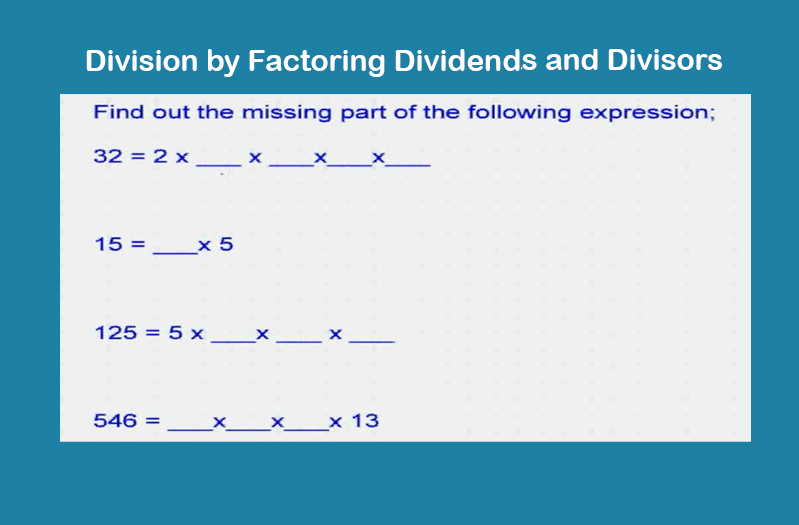 Division by Factoring Dividends and Divisors
Find out the missing part of the following expression;
32 = 2 x ____ x ____x____x____
15 = ____x 5
125 = 5 x ____x ____ x ____
546 = ____x____x____x 13